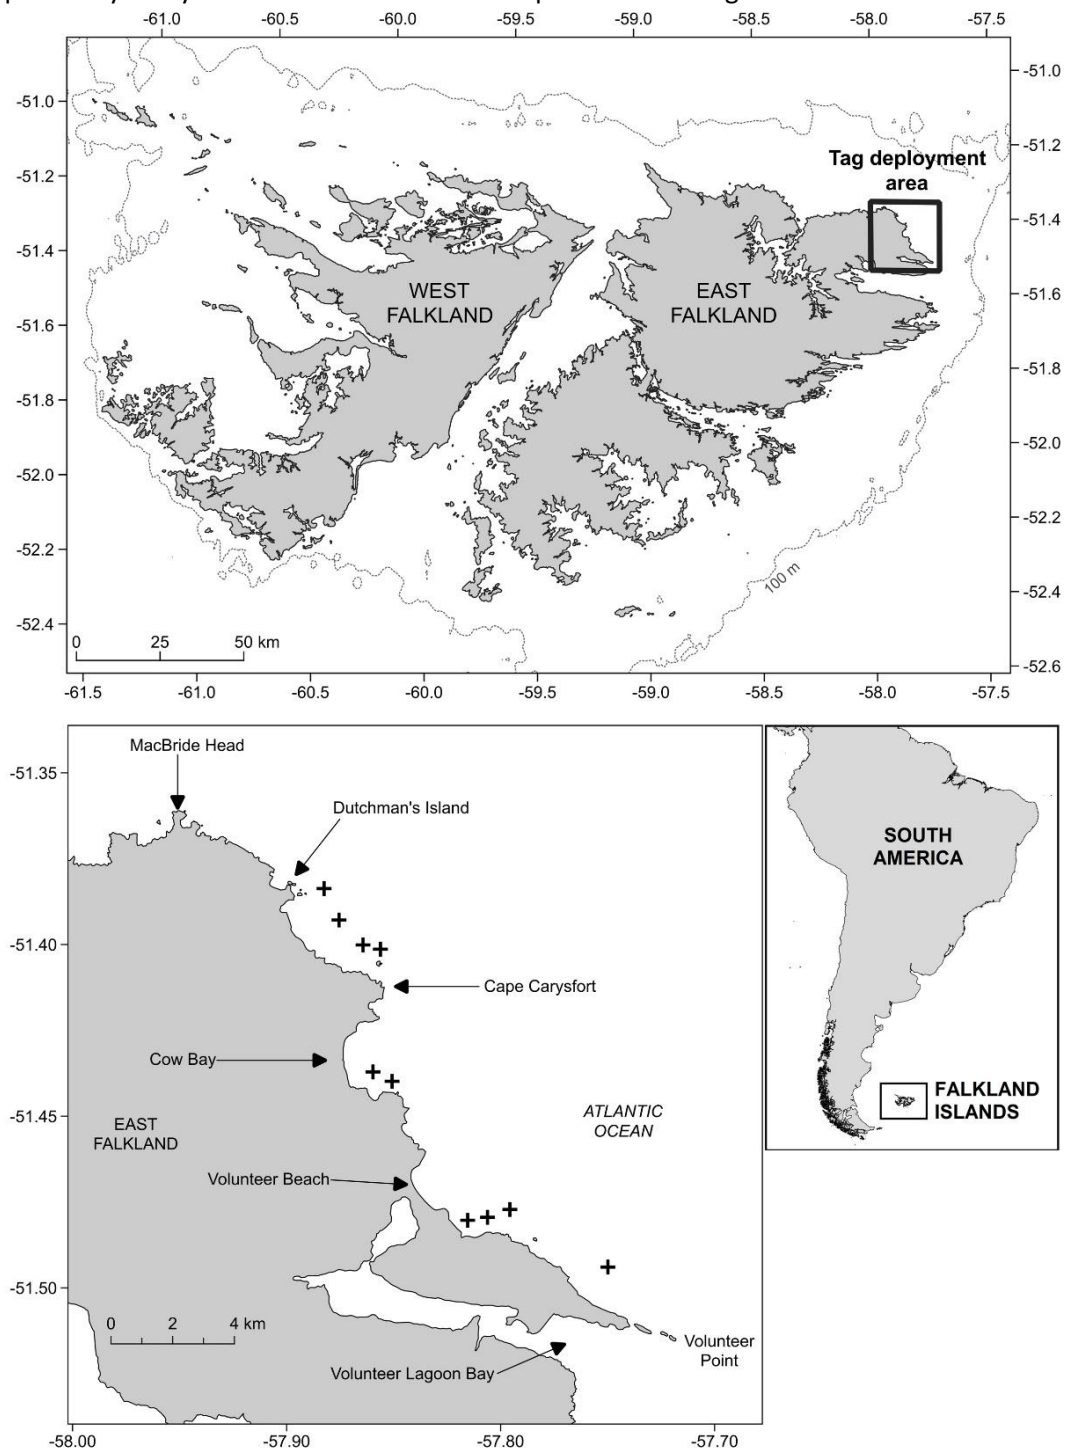 -61.0 -60.5 -60.0 -59.5 -59.0 -58.5 -58.0 -57.5
-51.0
-51.2
-51.4
-51.6
-51.8
-52.0
-52.2
-52.4
-51.0
-51.2
-51.4
-51.6
-51.8
-52.0
-52.2
-52.4
-52.6
Tag deployment
area
WEST
FALKLAND
EAST
FALKLAND
100 m
0 25 50 km
-61.5 -61.0 -60.5 -60.0 -59.5 -59.0 -58.5 -58.0 -57.5
MacBride Head
-51.35
Dutchman's Island
-51.40
Cape Carysfort
Cow Bay
-51.45
EAST
FALKLAND
ATLANTIC
OCEAN
Volunteer Beach
-51.50
0 2 4 km
Volunteer
Point
Volunteer Lagoon Bay
-58.00 -57.90 -57.80 -57.70
SOUTH
AMERICA
FALKLAND
ISLANDS